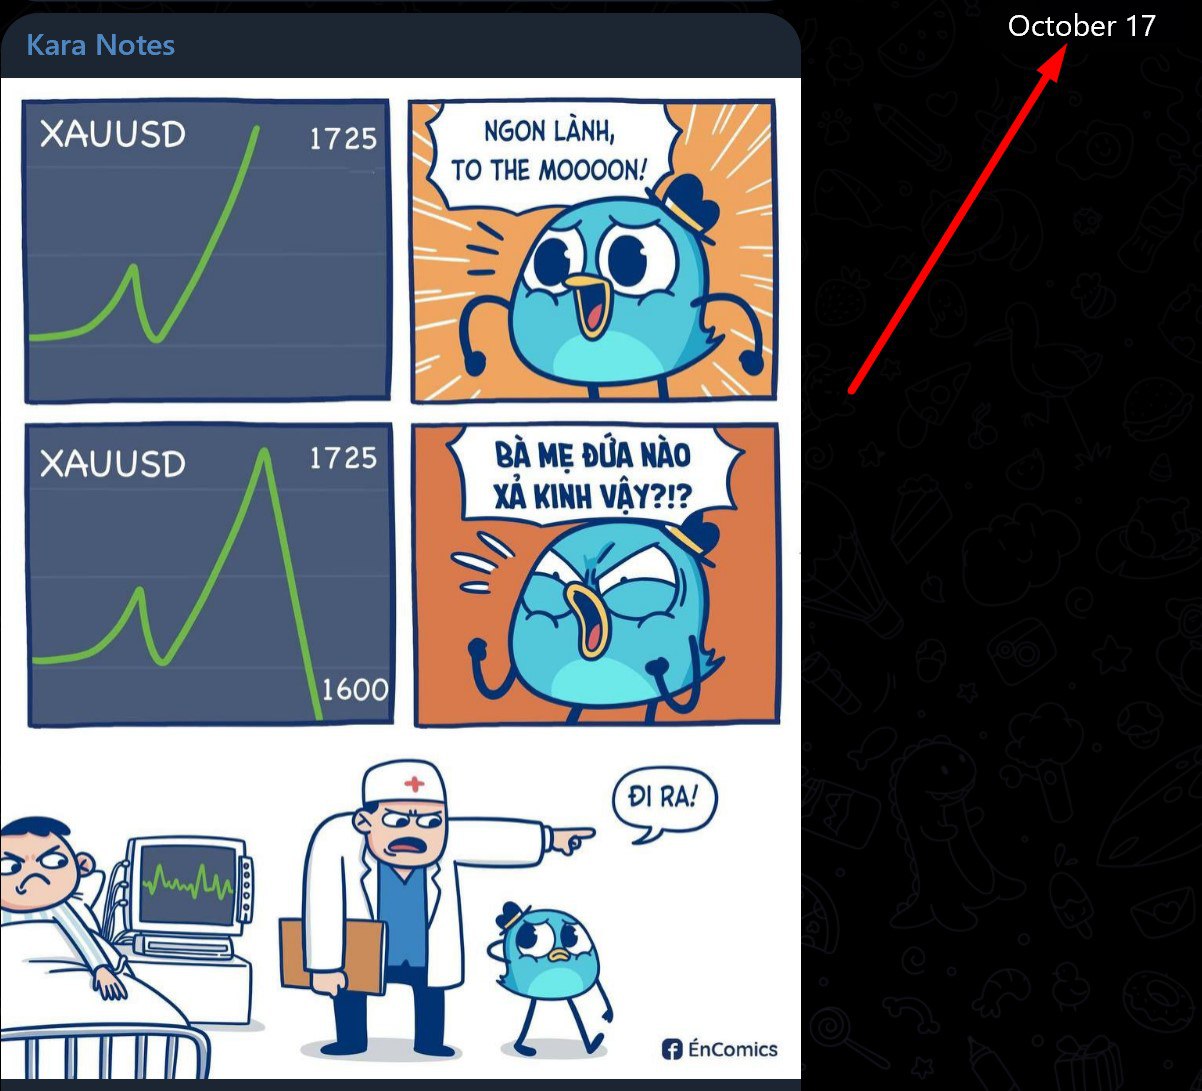 Kara Notes
October 17
XAUUSD
1725
NGON LÀNH,
TO THE MOOOON!
XAUUSD
1725
1600
BÀ MẸ ĐỨA NÀO
XẢ KINH VẬY?!?
ĐI RA!
ÉnComics